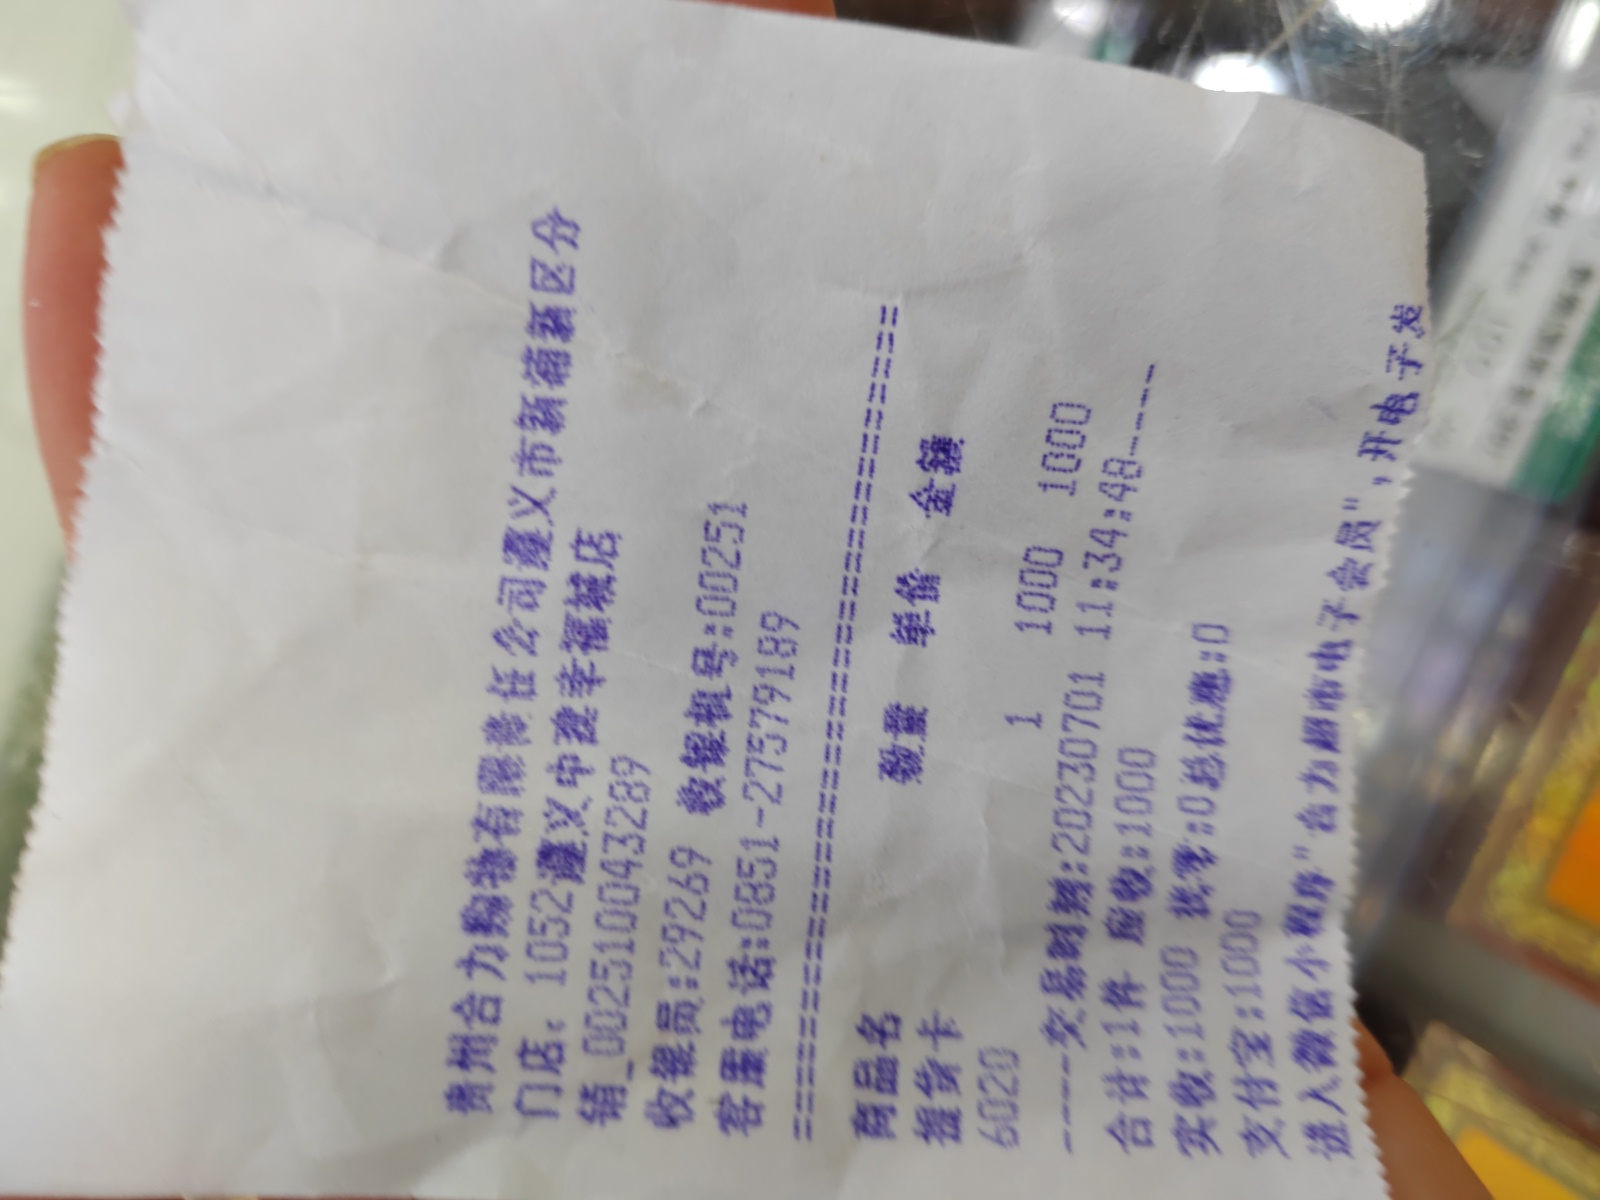 贵州合力购物有限责任公司遵义市新蒲新区分
门店: 1052遵义中建幸福城店
销_0025100432​89
收银员:29269 收银机号:00251
客服电话:0851-27579189
========================================
商品名 数量 单价 金额
提货卡
6020 1 1000 1000
----交易时期:20230701 11:34:48----
合计:1件 应收:1000
实收:1000 找零:0总优惠:0
支付宝:1000
进入微信小程序"合力超市电子会员",开电子发